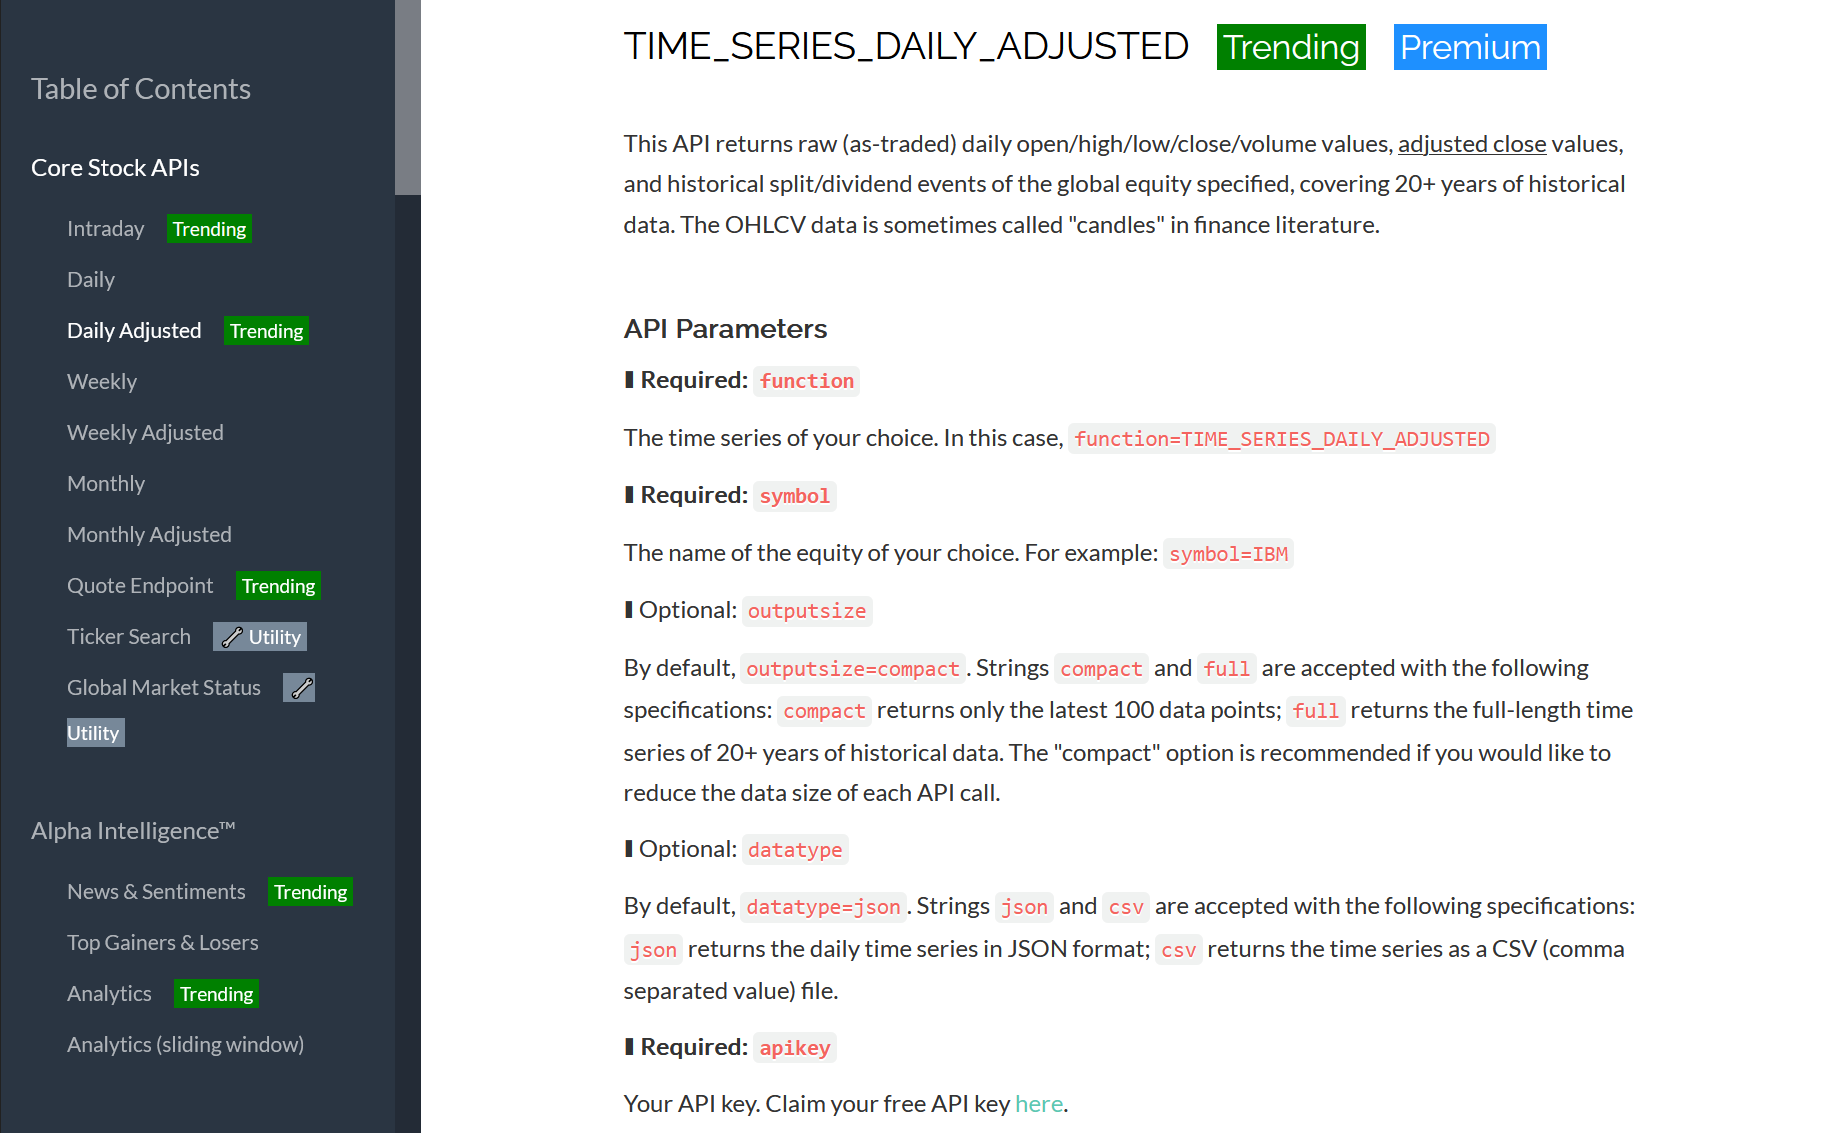 Table of Contents
Core Stock APIs
Intraday Trending
Daily
Daily Adjusted Trending
Weekly
Weekly Adjusted
Monthly
Monthly Adjusted
Quote Endpoint Trending
Ticker Search Utility
Global Market Status
Utility
Alpha Intelligence™
News & Sentiments Trending
Top Gainers & Losers
Analytics Trending
Analytics (sliding window)
TIME_SERIES_DAILY_ADJUSTED Trending Premium
This API returns raw (as-traded) daily open/high/low/close/volume values, adjusted close values,
and historical split/dividend events of the global equity specified, covering 20+ years of historical
data. The OHLCV data is sometimes called "candles" in finance literature.
API Parameters
❚ Required: function
The time series of your choice. In this case, function=TIME_SERIES_DAILY_ADJUSTED
❚ Required: symbol
The name of the equity of your choice. For example: symbol=IBM
❚ Optional: outputsize
By default, outputsize=compact. Strings compact and full are accepted with the following
specifications: compact returns only the latest 100 data points; full returns the full-length time
series of 20+ years of historical data. The "compact" option is recommended if you would like to
reduce the data size of each API call.
❚ Optional: datatype
By default, datatype=json. Strings json and csv are accepted with the following specifications:
json returns the daily time series in JSON format; csv returns the time series as a CSV (comma
separated value) file.
❚ Required: apikey
Your API key. Claim your free API key here.